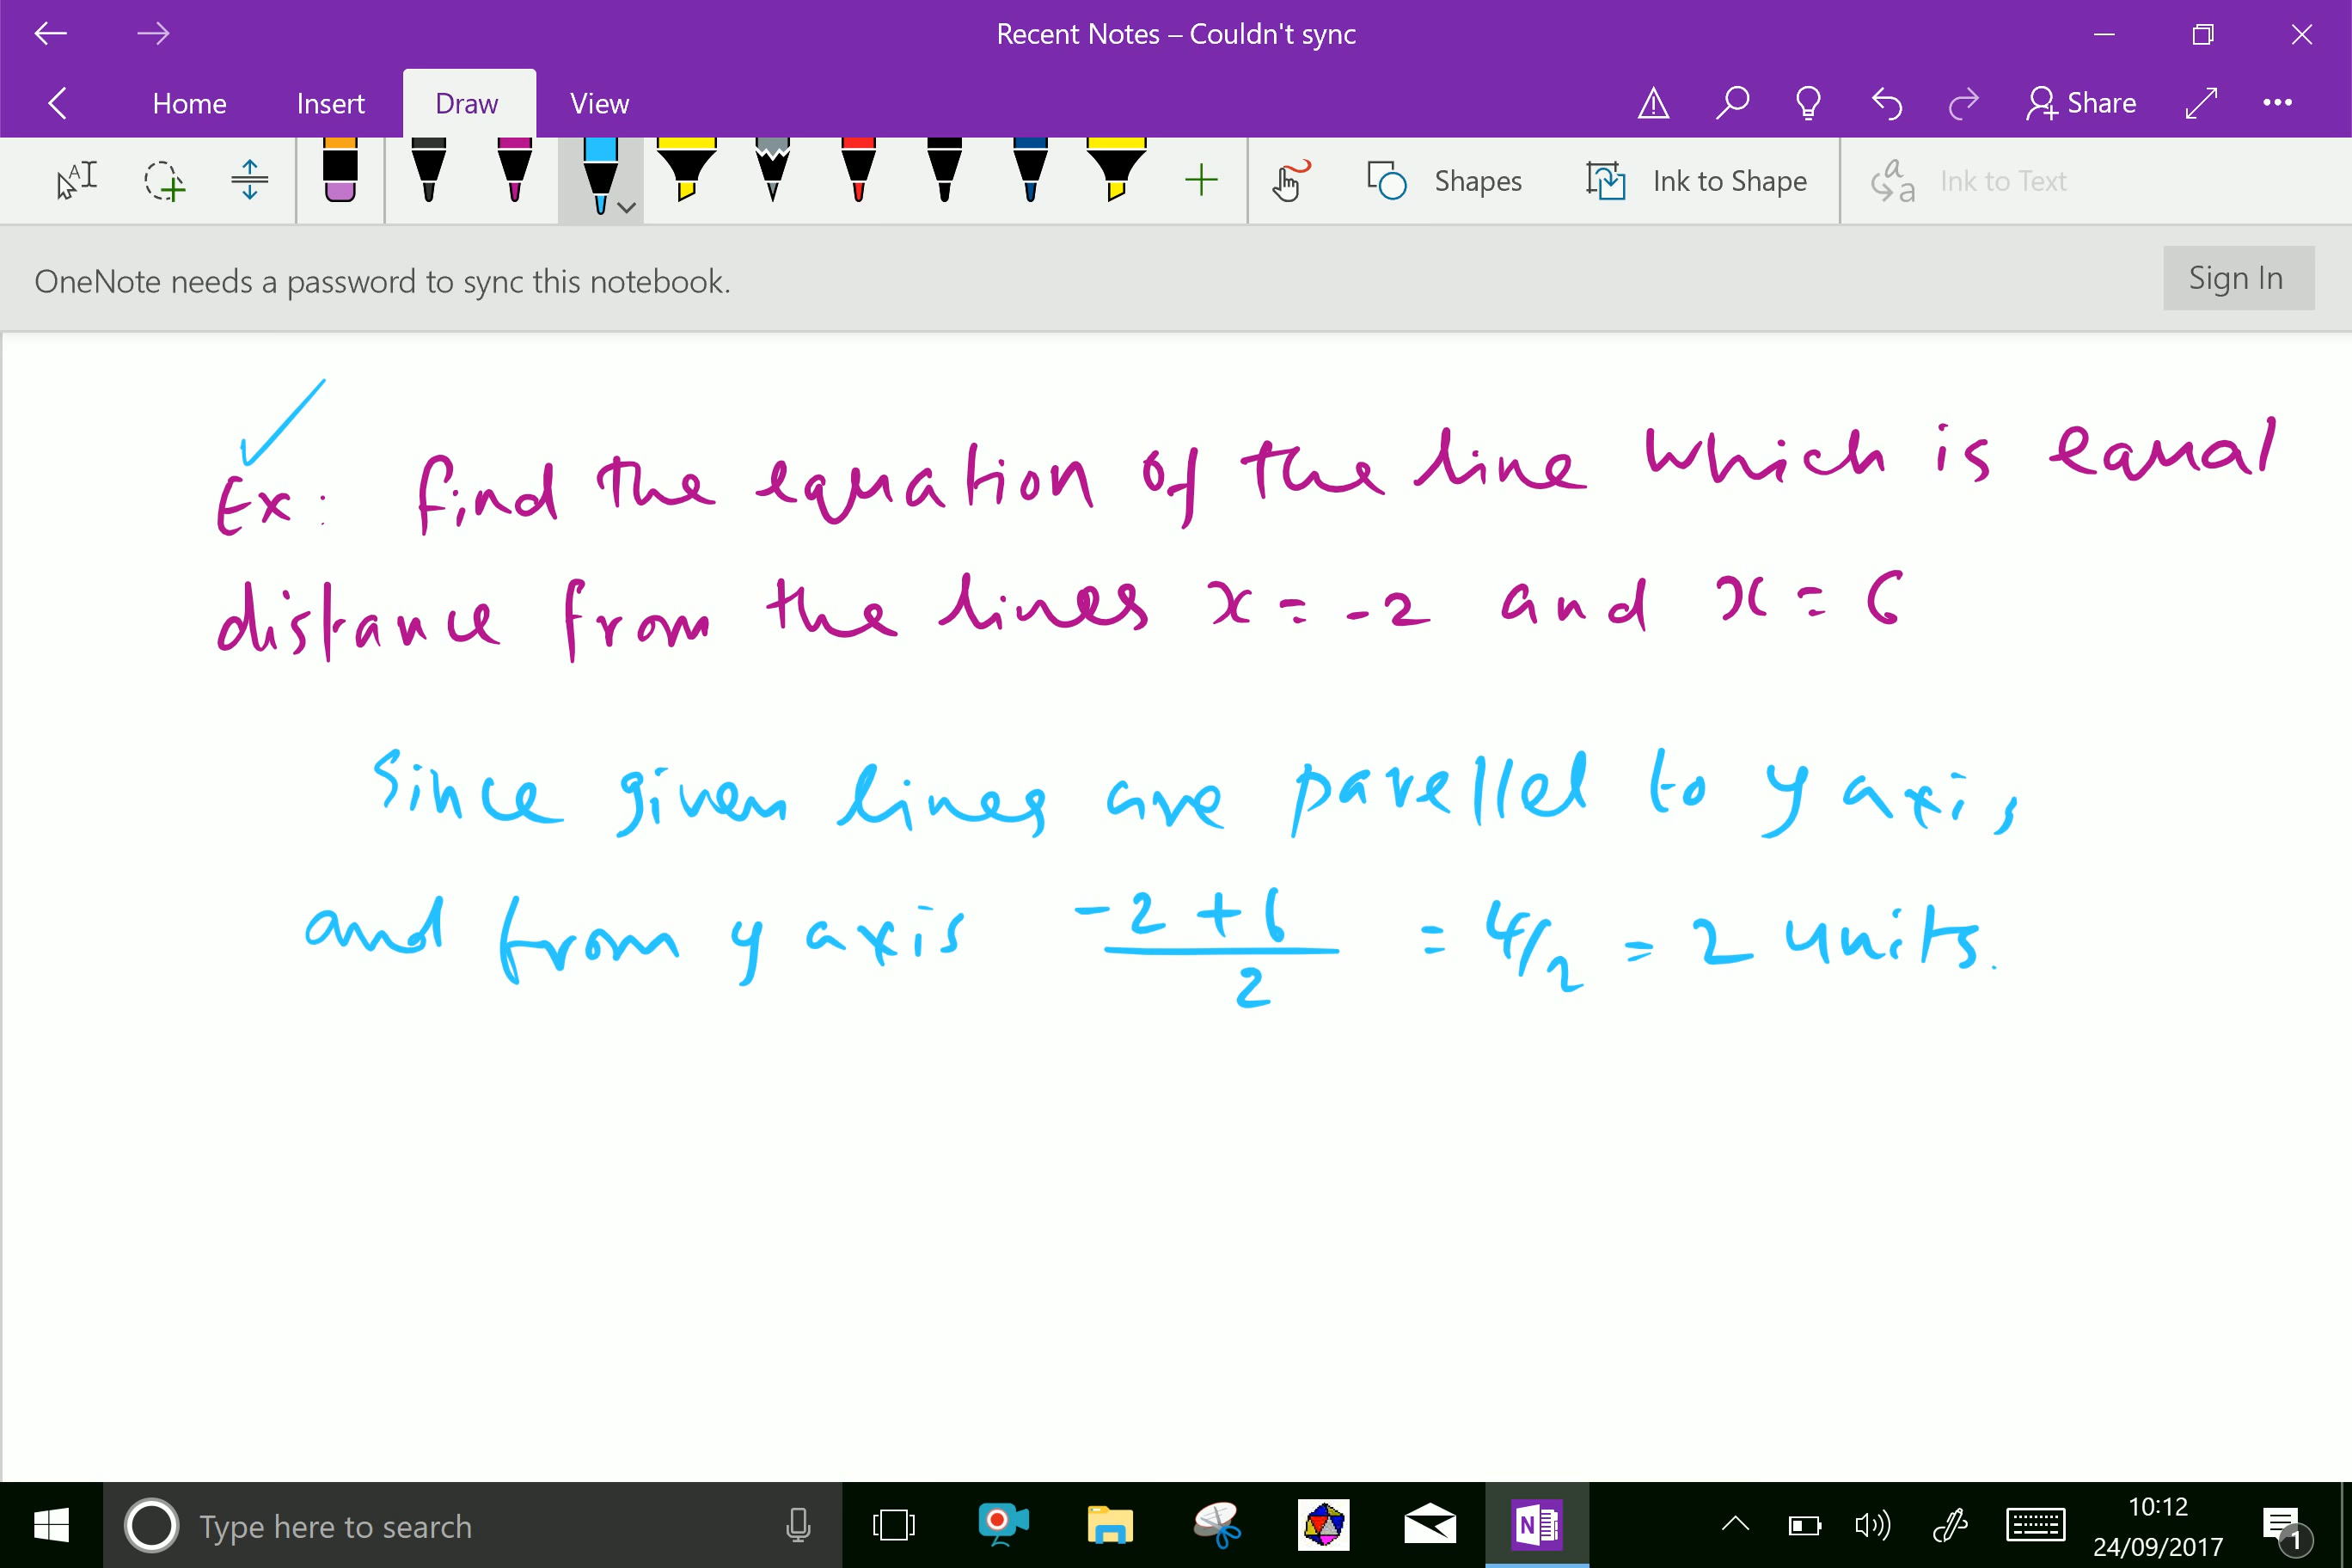 Recent Notes – Couldn't sync
Home Insert Draw View Share
Shapes Ink to Shape Ink to Text
OneNote needs a password to sync this notebook. Sign In
Ex: find the equation of the line which is equal
distance from the lines x = -2 and x = 6
Since given lines are parellel to y axis,
and from y axis -2 + 6 / 2 = 4/2 = 2 units.
Type here to search
10:12
24/09/2017
1